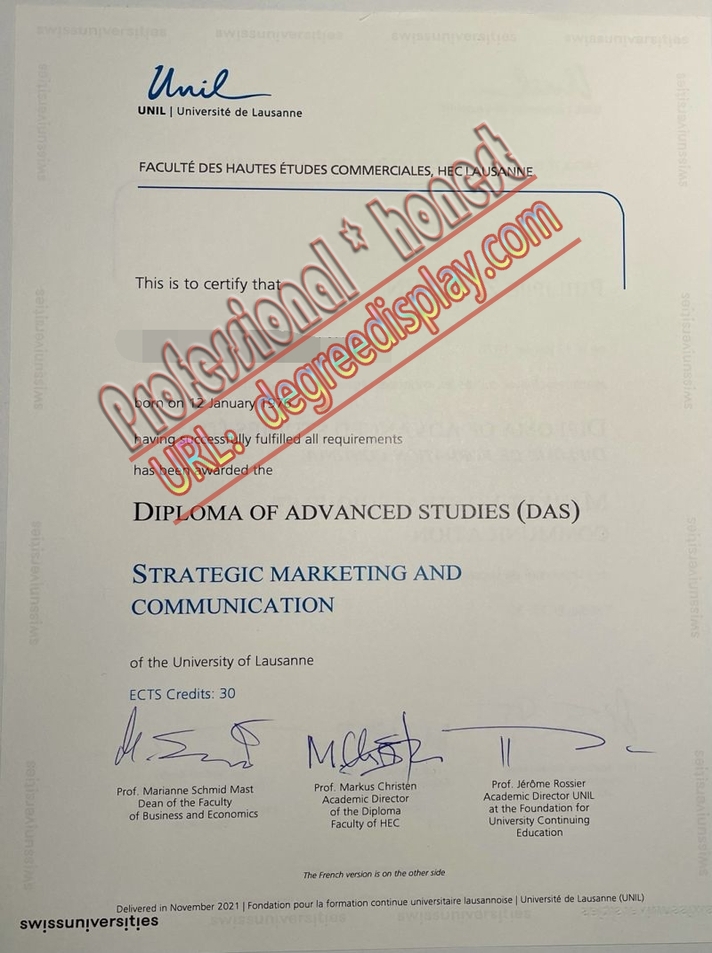 swissuniversities swissuniversities swissuniversities swissuniversities
Unil
UNIL | Université de Lausanne
FACULTÉ DES HAUTES ÉTUDES COMMERCIALES, HEC LAUSANNE
Professional * honest
URL: degreedisplay.com
This is to certify that
born on 12 January 1976
having successfully fulfilled all requirements
has been awarded the
DIPLOMA OF ADVANCED STUDIES (DAS)
STRATEGIC MARKETING AND
COMMUNICATION
of the University of Lausanne
ECTS Credits: 30
Prof. Marianne Schmid Mast
Dean of the Faculty
of Business and Economics
Prof. Markus Christen
Academic Director
of the Diploma
Faculty of HEC
Prof. Jérôme Rossier
Academic Director UNIL
at the Foundation for
University Continuing
Education
The French version is on the other side
Delivered in November 2021 | Fondation pour la formation continue universitaire lausannoise | Université de Lausanne (UNIL)
swissuniversities